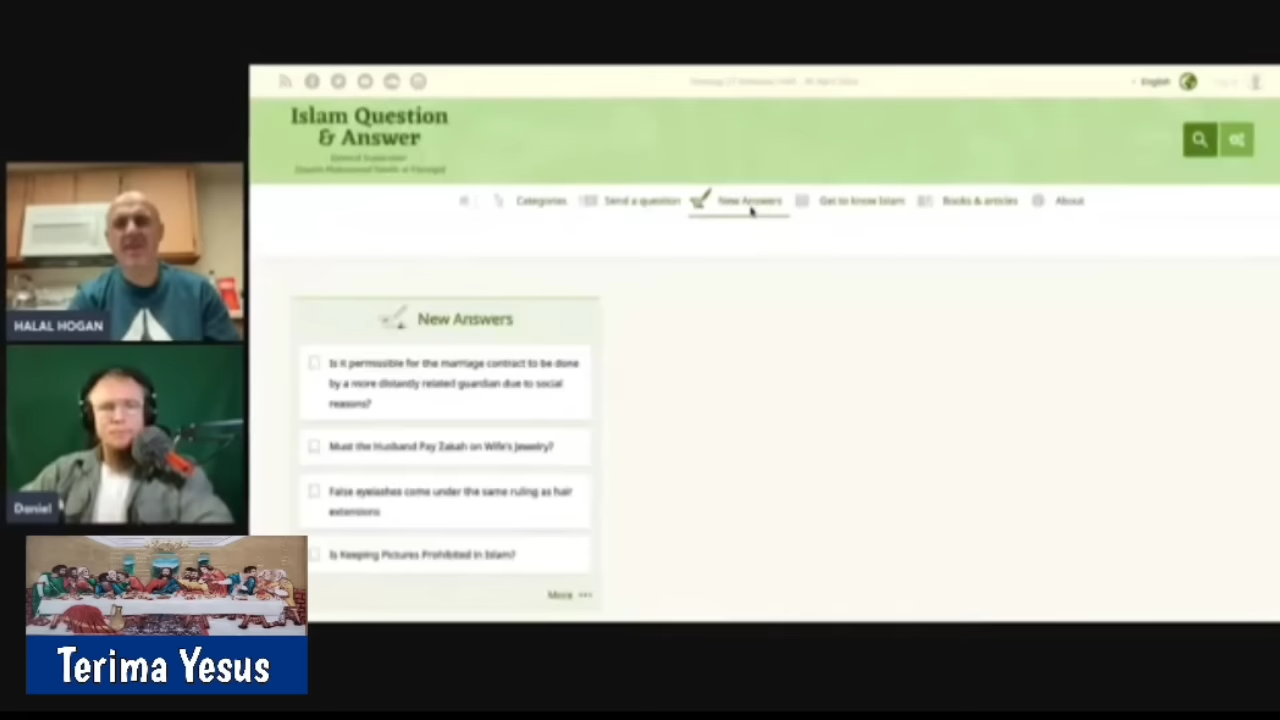 English
Islam Question
& Answer
General Supervisor
Categories
Send a question
New Answers
Get to know Islam
Books & articles
About
HALAL HOGAN
New Answers
Is it permissible for the marriage contract to be done
by a more distantly related guardian due to social
reasons?
Must the Husband Pay Zakah on Wife's Jewelry?
False eyelashes come under the same ruling as hair
extensions
Is Keeping Pictures Prohibited in Islam?
More
Daniel
Terima Yesus